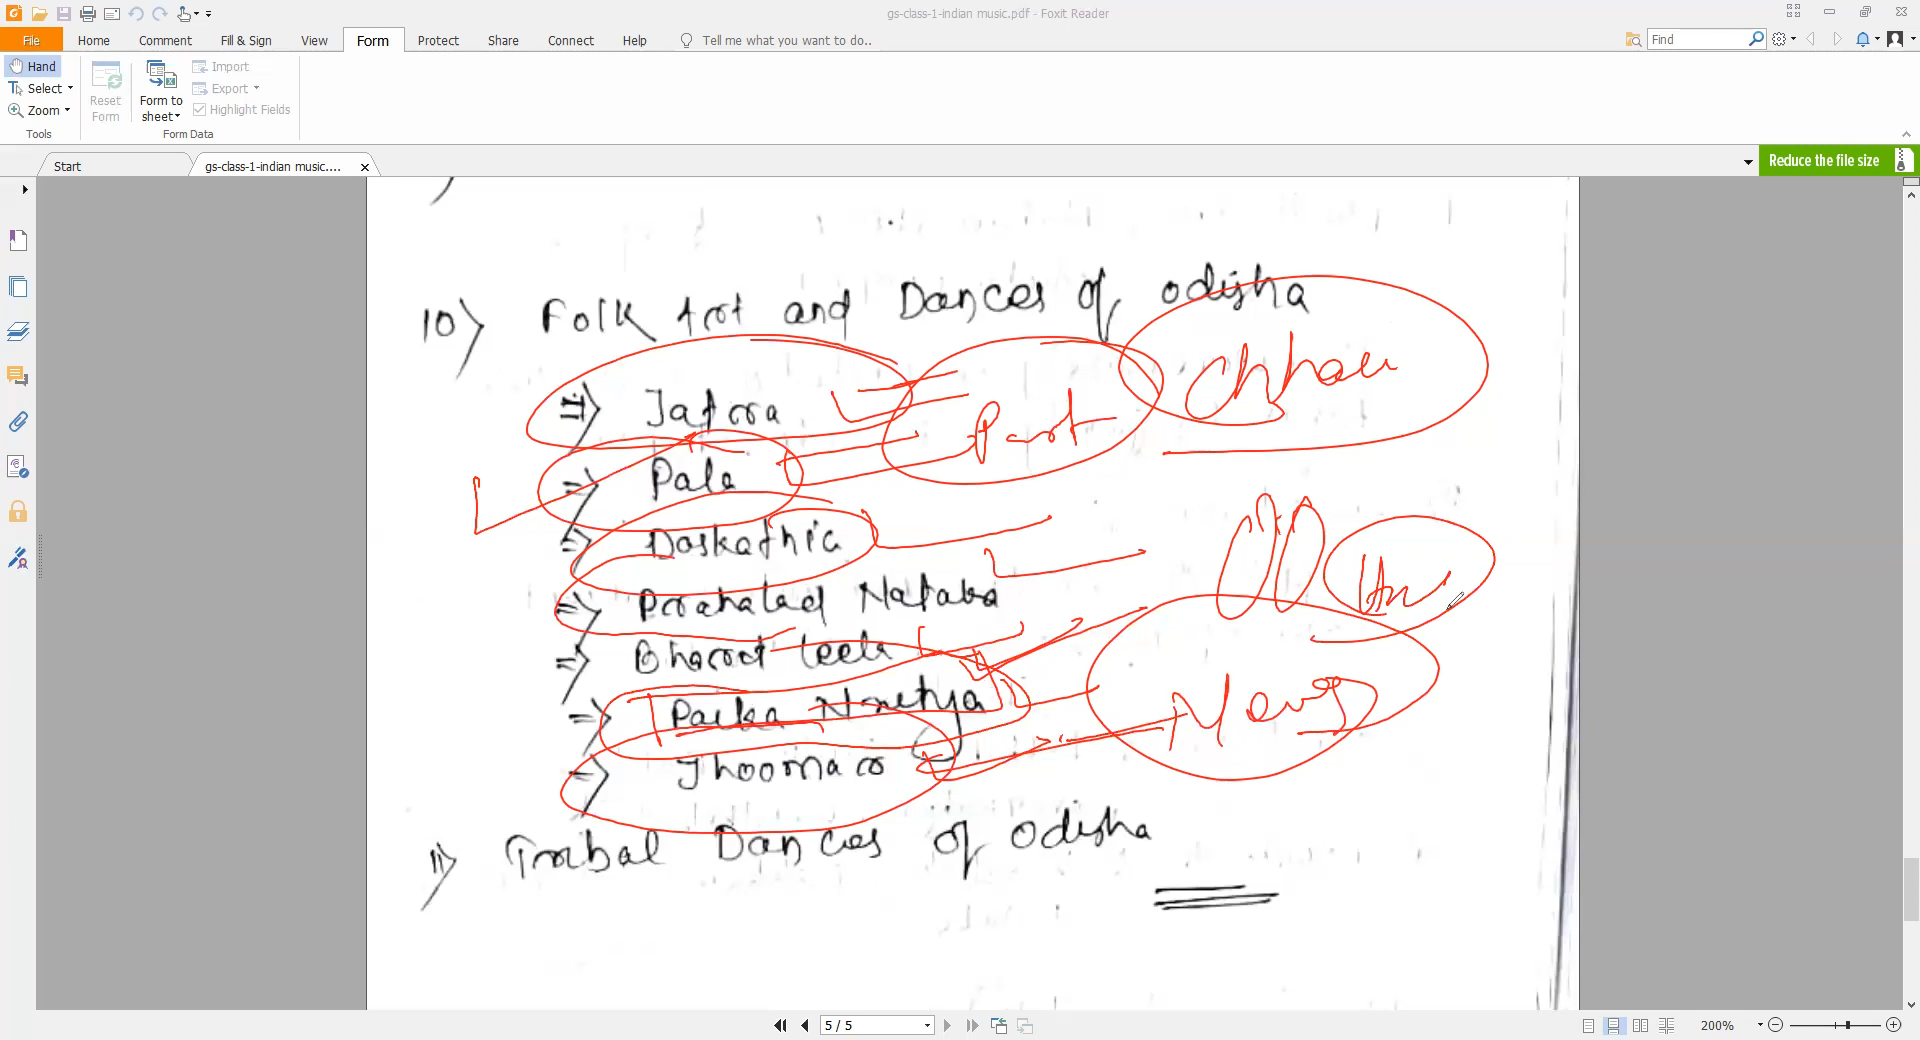 gs-class-1-indian music.pdf - Foxit Reader
File Home Comment Fill & Sign View Form Protect Share Connect Help Tell me what you want to do.. Find
Hand
Select
Zoom
Tools
Reset Form
Form to sheet
Import
Export
Highlight Fields
Form Data
Start gs-class-1-indian music.... Reduce the file size
10) Folk Art and Dances of odisha
Chhau
=> Jatra
Part
=> Pala
=> Daskathia
=> Prahalad Nataka
=> Bharat leela
=> Paika Nrutya
=> Jhoomar
11) Tribal Dances of odisha
5 / 5 200%